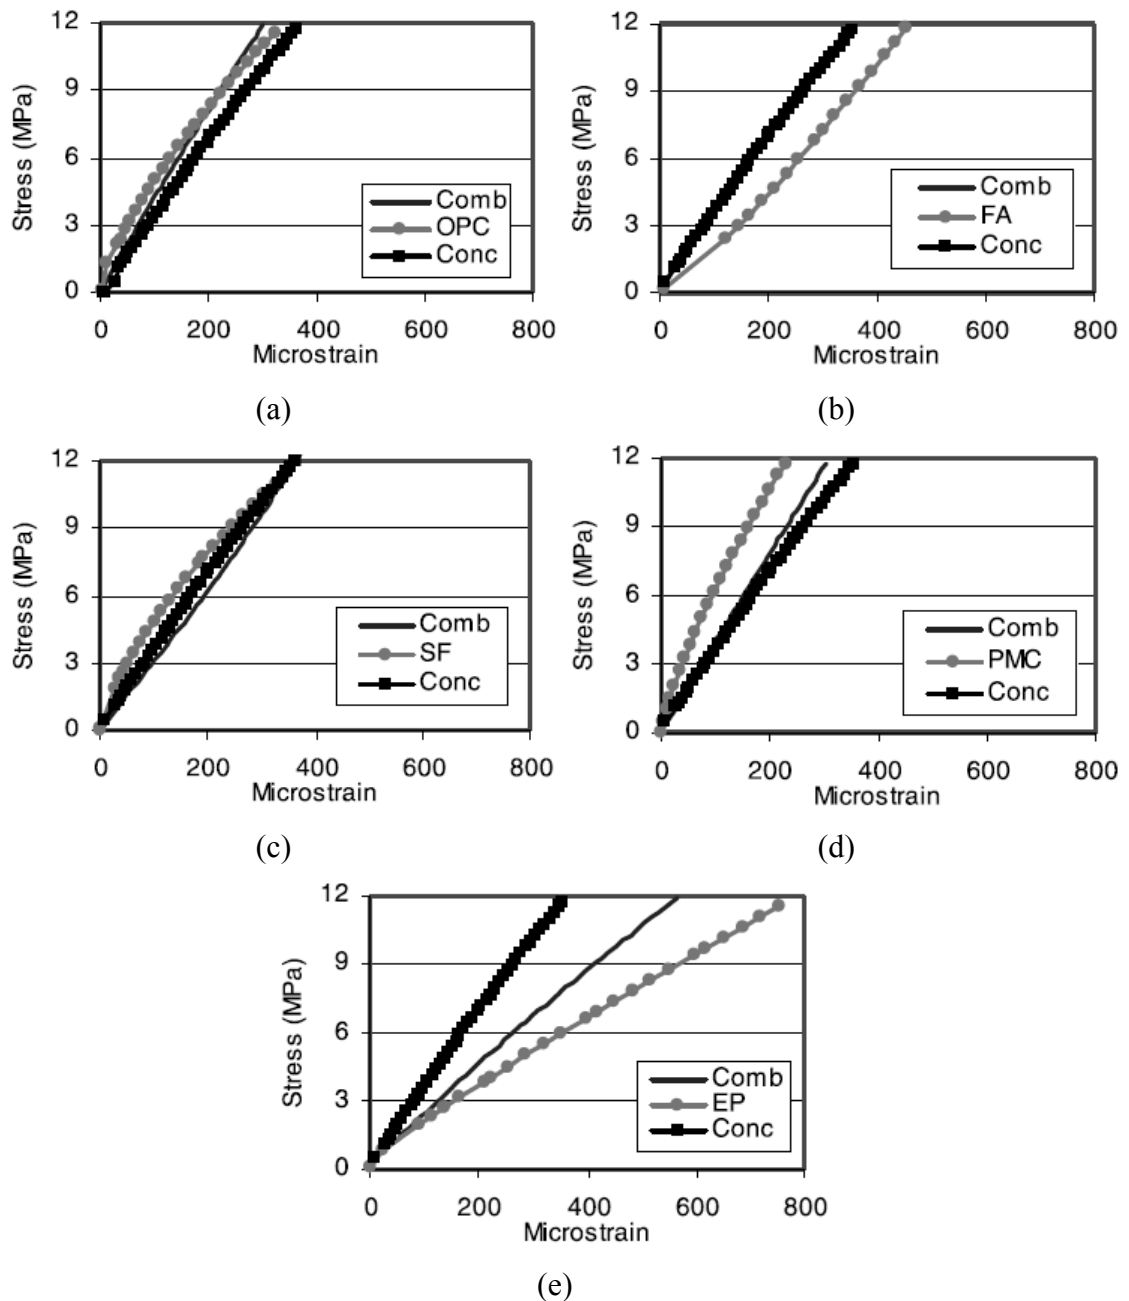 12
9
6
3
0
Stress (MPa)
Comb
OPC
Conc
0 200 400 600 800
Microstrain
(a)
12
9
6
3
0
Stress (MPa)
Comb
FA
Conc
0 200 400 600 800
Microstrain
(b)
12
9
6
3
0
Stress (MPa)
Comb
SF
Conc
0 200 400 600 800
Microstrain
(c)
12
9
6
3
0
Stress (MPa)
Comb
PMC
Conc
0 200 400 600 800
Microstrain
(d)
12
9
6
3
0
Stress (MPa)
Comb
EP
Conc
0 200 400 600 800
Microstrain
(e)